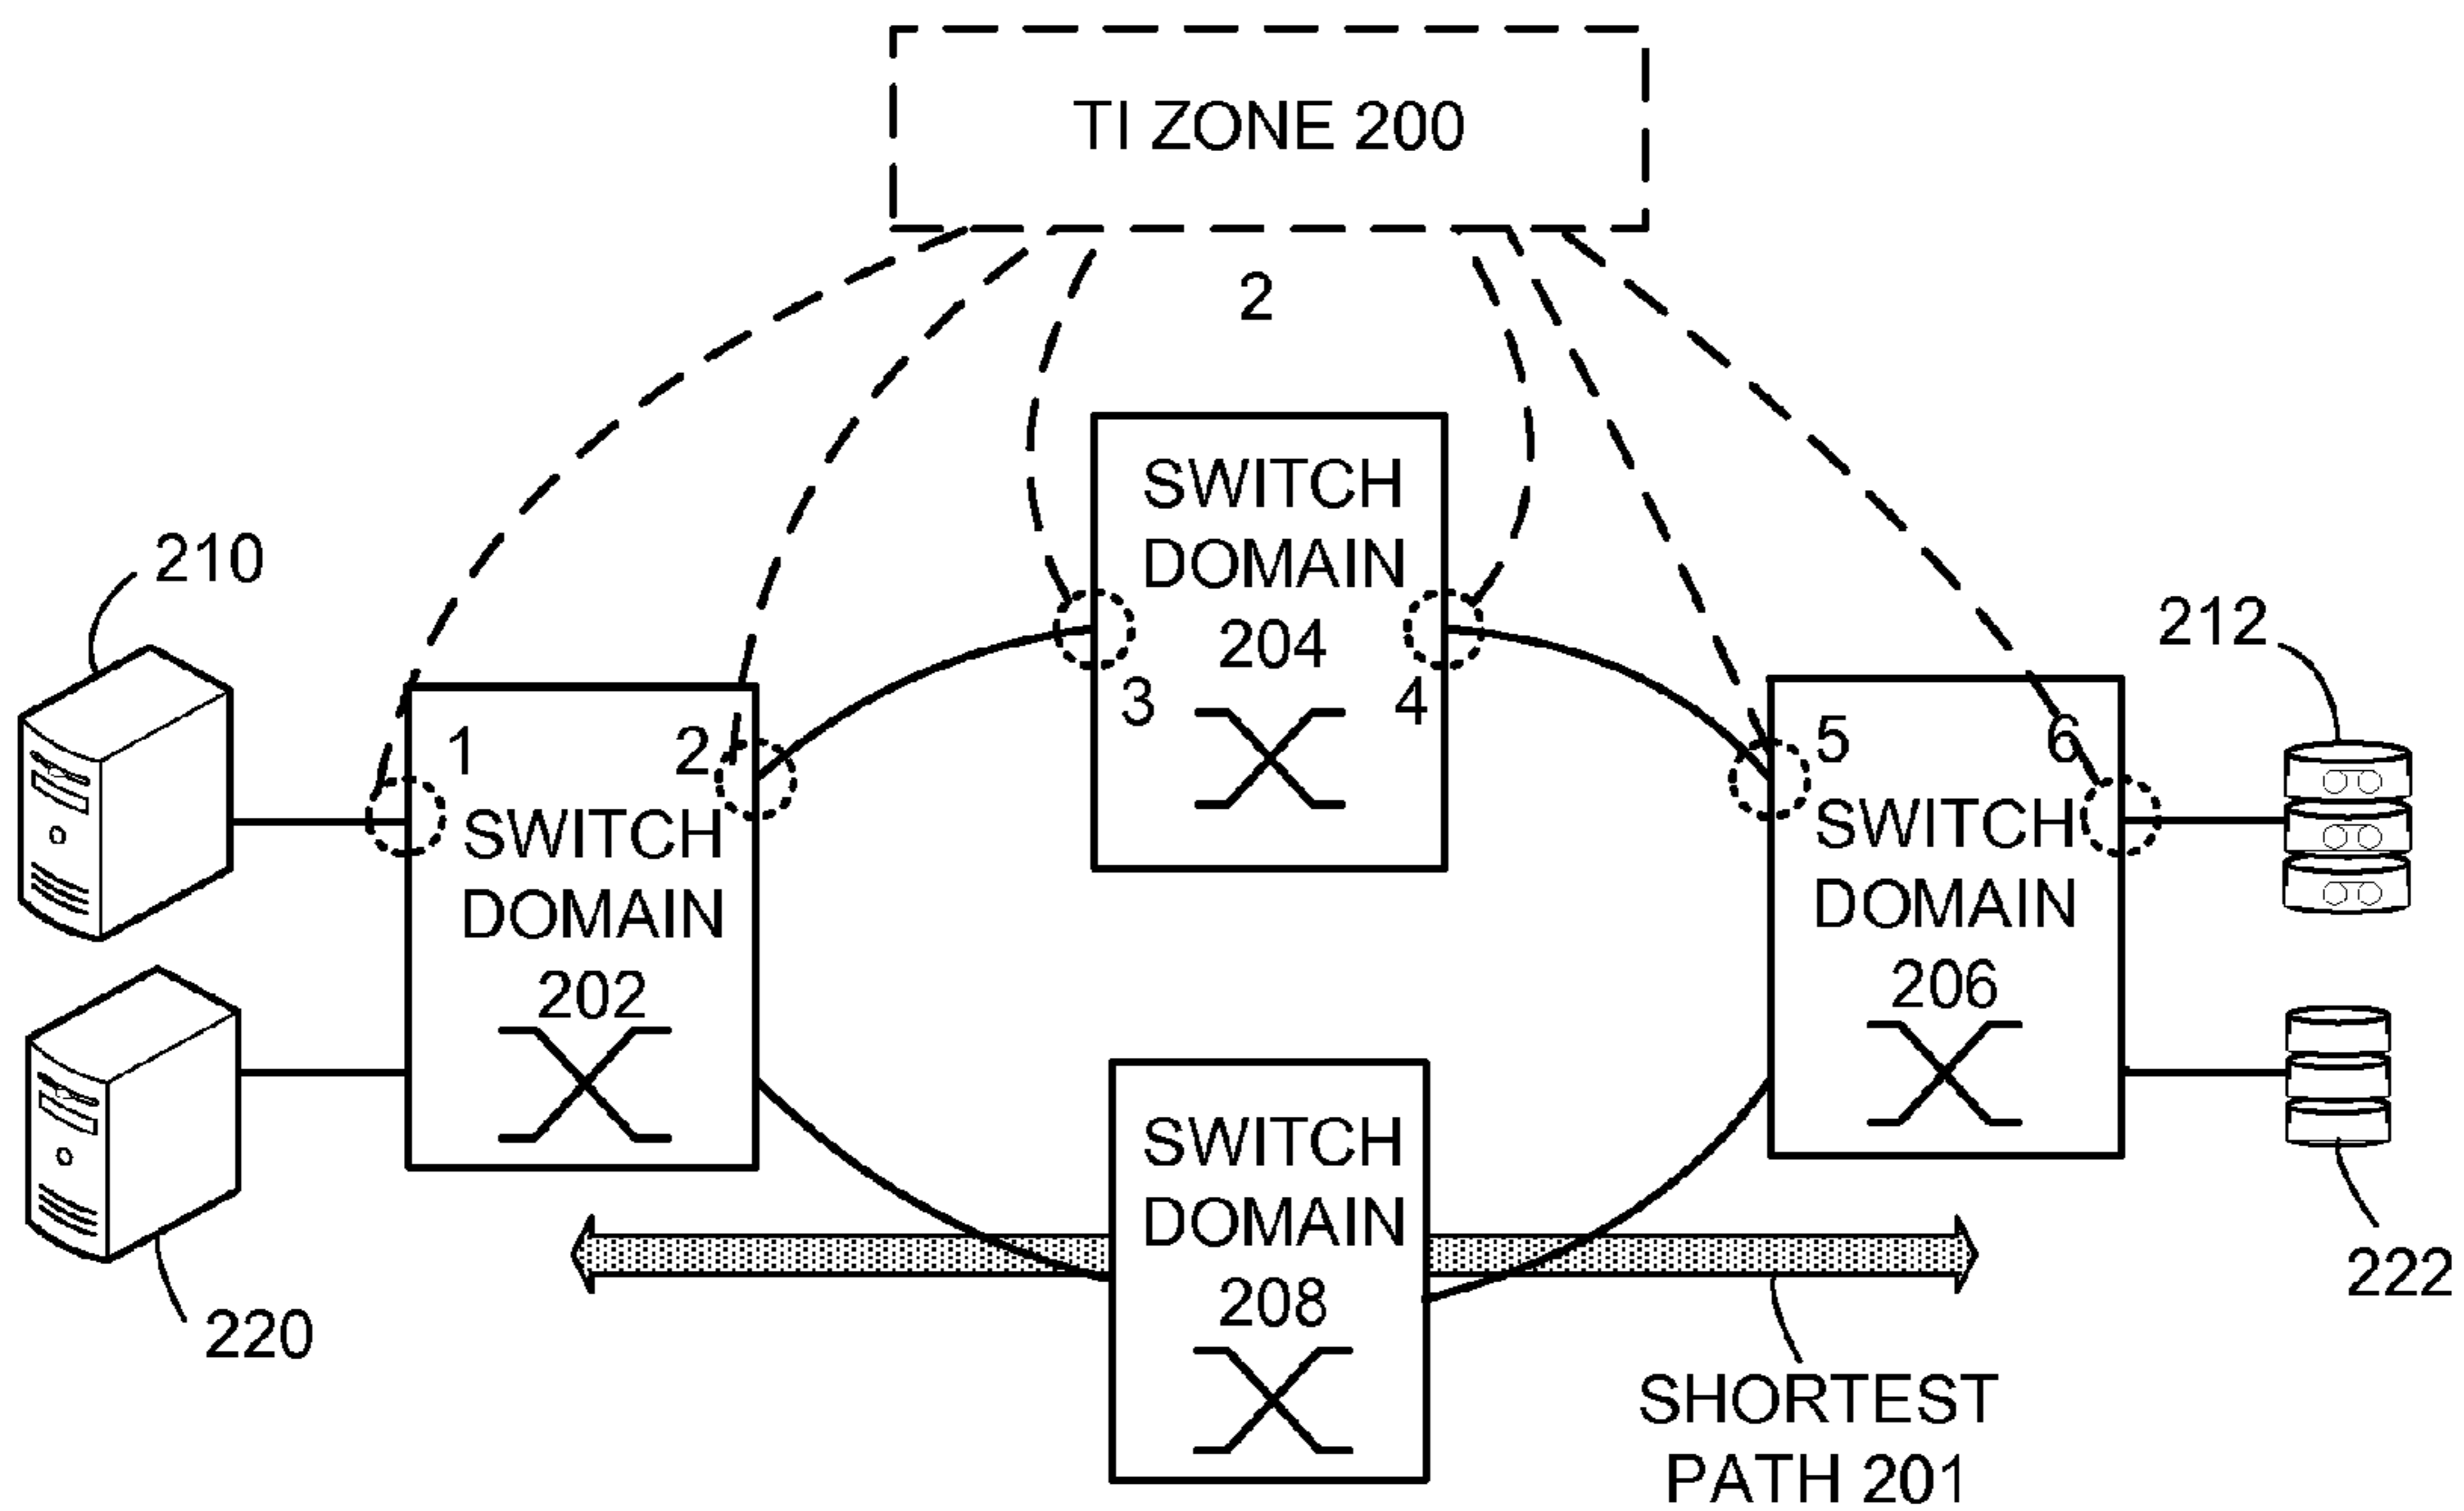 TI ZONE 200
2
SWITCH
DOMAIN
204
3
4
210
212
1
2
SWITCH
DOMAIN
202
5
6
SWITCH
DOMAIN
206
SWITCH
DOMAIN
208
220
222
SHORTEST
PATH 201